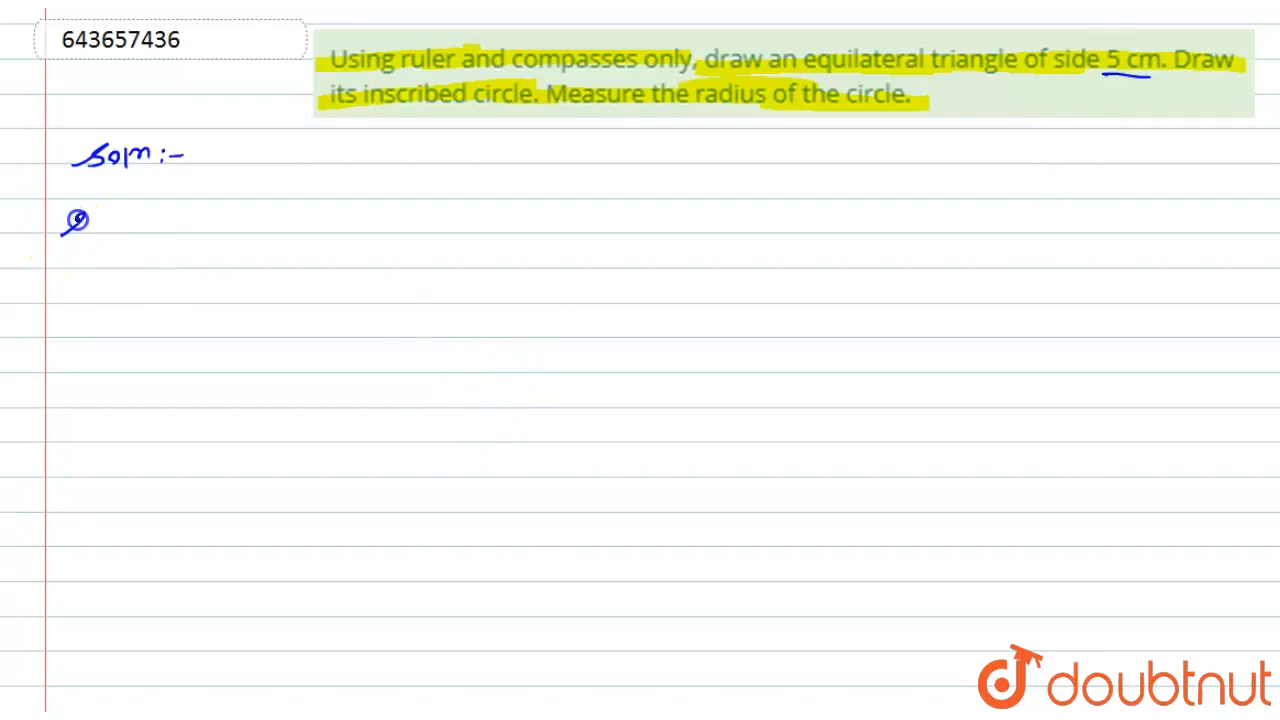 643657436
Using ruler and compasses only, draw an equilateral triangle of side 5 cm. Draw
its inscribed circle. Measure the radius of the circle.
Soln :-
doubtnut